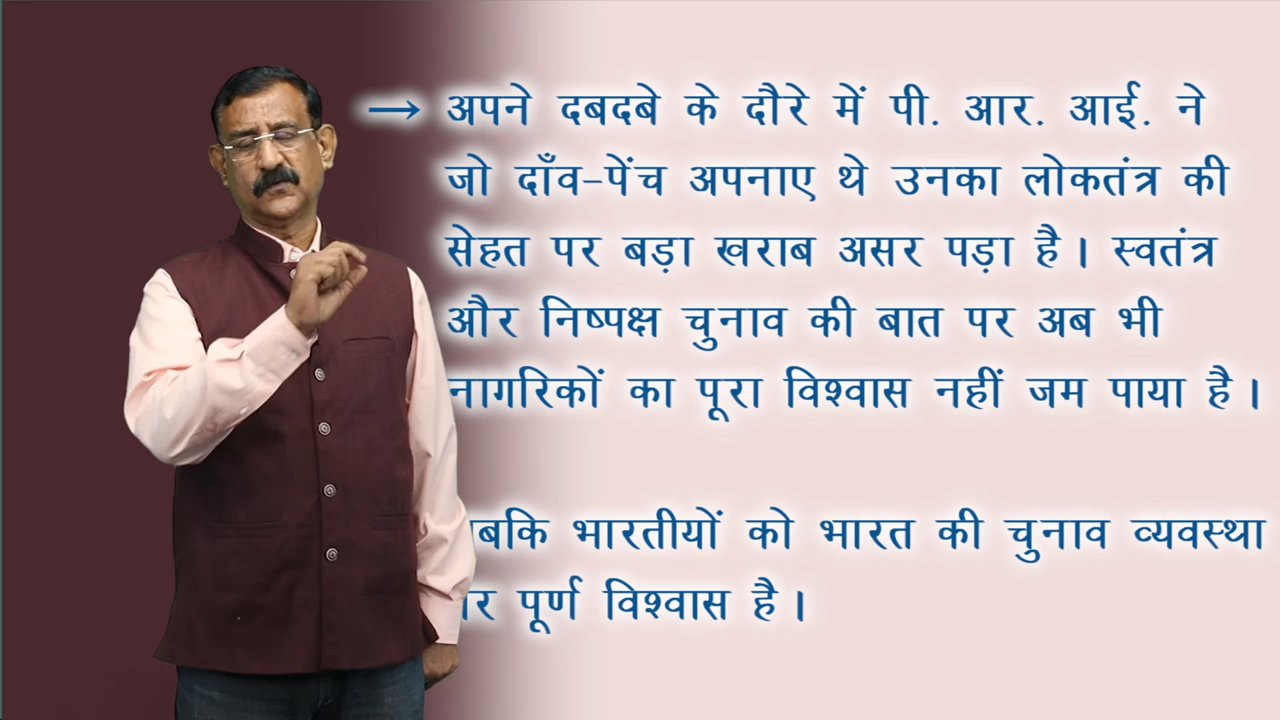 → अपने दबदबे के दौरे में पी. आर. आई. ने
जो दाँव-पेंच अपनाए थे उनका लोकतंत्र की
सेहत पर बड़ा खराब असर पड़ा है। स्वतंत्र
और निष्पक्ष चुनाव की बात पर अब भी
नागरिकों का पूरा विश्वास नहीं जम पाया है।
भारतीयों को भारत की चुनाव व्यवस्था
पूर्ण विश्वास है।